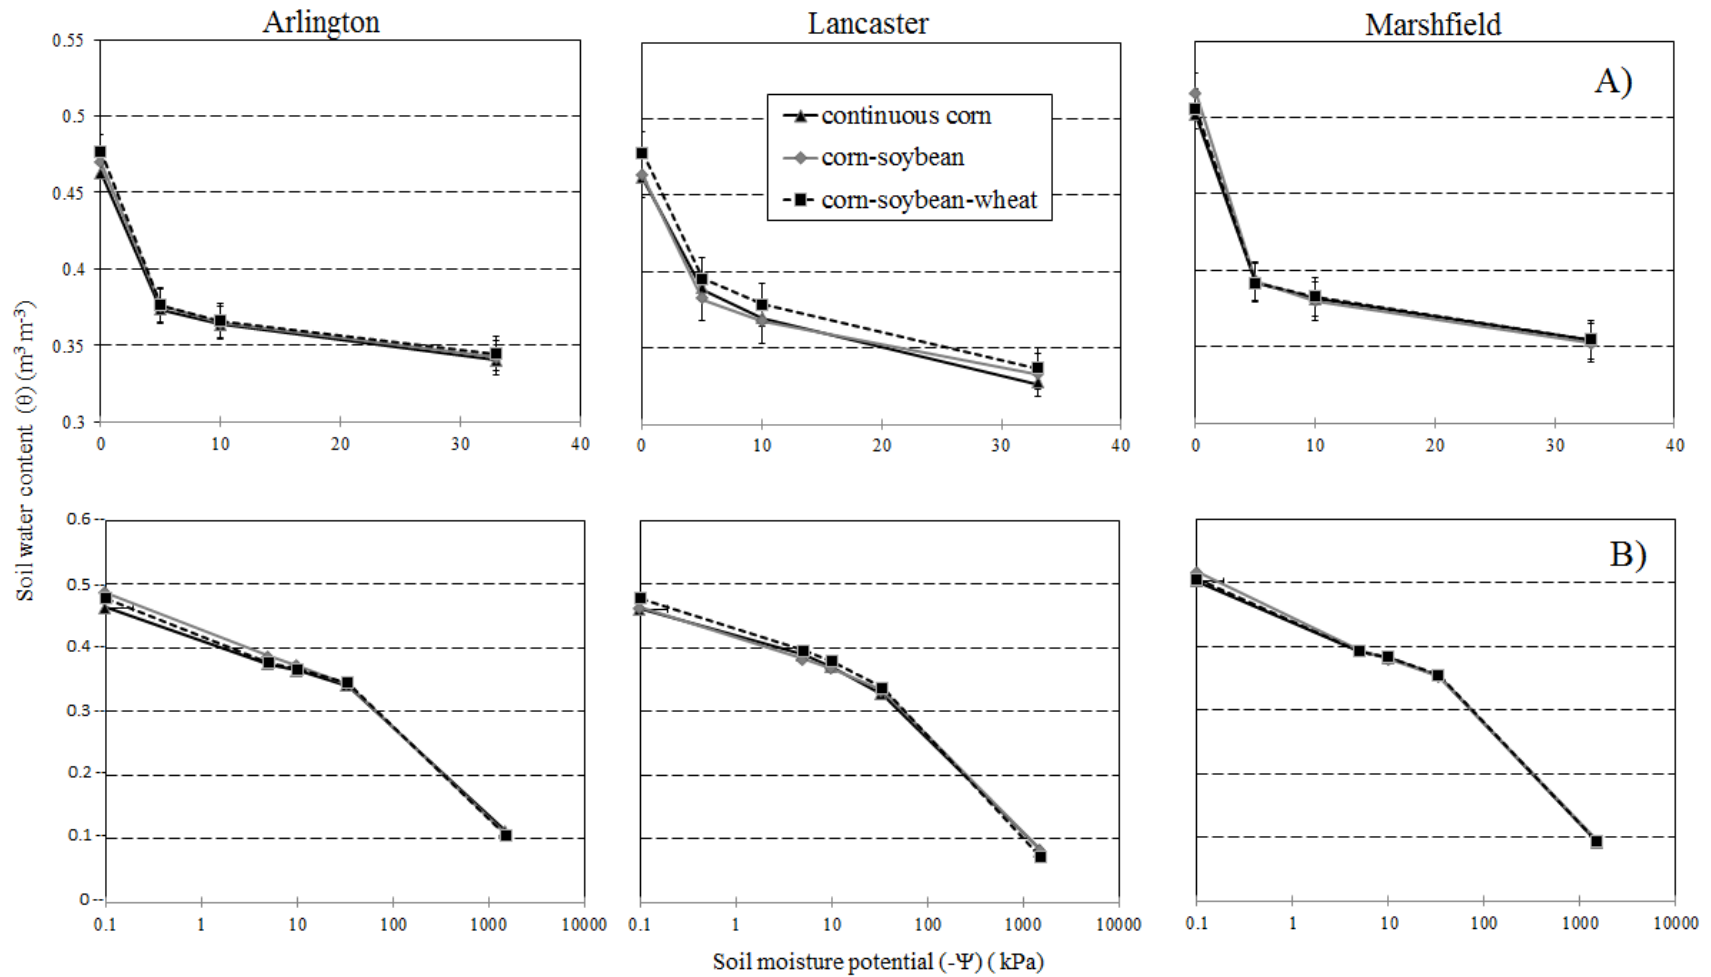 Arlington Lancaster Marshfield
A)
continuous corn
corn-soybean
corn-soybean-wheat
0.55
0.5
0.45
0.4
0.35
0.3
0 10 20 30 40
0 10 20 30 40
0 10 20 30 40
Soil water content (θ) (m³ m⁻³)
B)
0.6
0.5
0.4
0.3
0.2
0.1
0
0.1 1 10 100 1000 10000
0.1 1 10 100 1000 10000
0.1 1 10 100 1000 10000
Soil moisture potential (-Ψ) ( kPa)